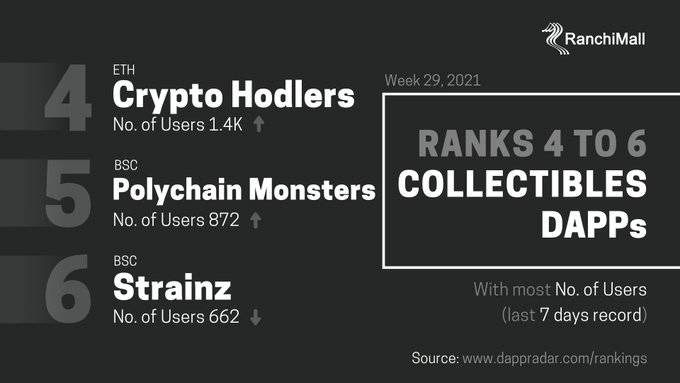 RanchiMall
4
ETH
Crypto Hodlers
No. of Users 1.4K ↑
5
BSC
Polychain Monsters
No. of Users 872 ↑
6
BSC
Strainz
No. of Users 662 ↓
Week 29, 2021
RANKS 4 TO 6
COLLECTIBLES
DAPPs
With most No. of Users
(last 7 days record)
Source: www.dappradar.com/rankings